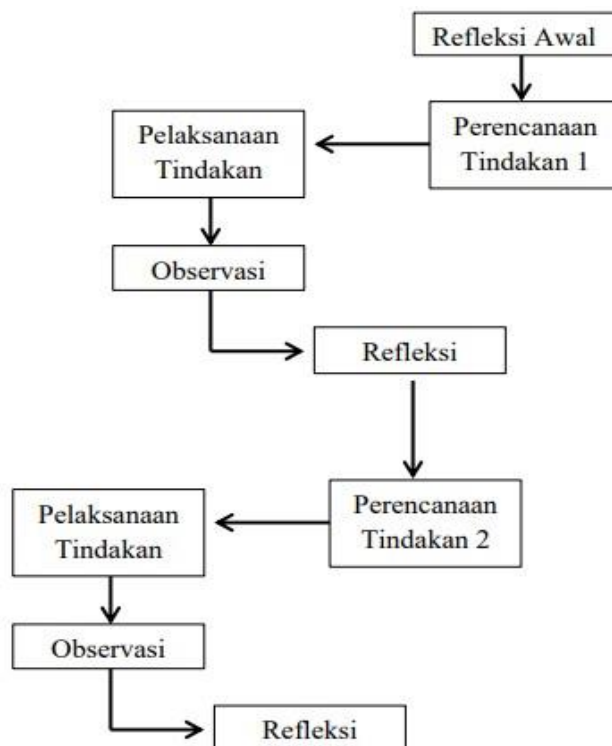 Refleksi Awal
Perencanaan
Tindakan 1
Pelaksanaan
Tindakan
Observasi
Refleksi
Perencanaan
Tindakan 2
Pelaksanaan
Tindakan
Observasi
Refleksi